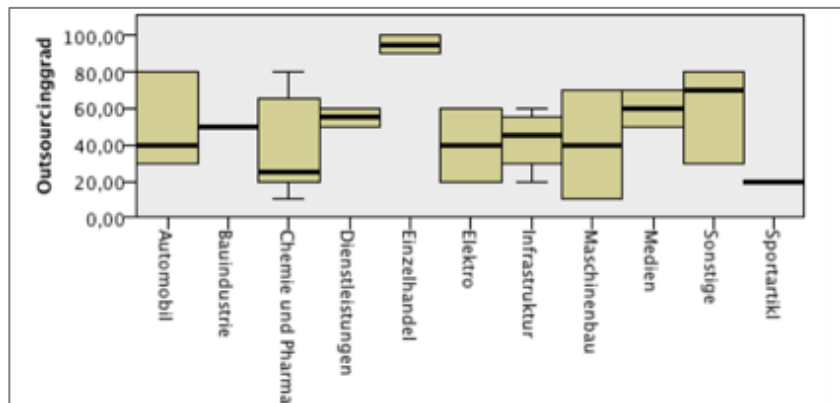 Outsourcinggrad
100,00
80,00
60,00
40,00
20,00
0,00
Automobil
Bauindustrie
Chemie und Pharma
Dienstleistungen
Einzelhandel
Elektro
Infrastruktur
Maschinenbau
Medien
Sonstige
Sportartikl